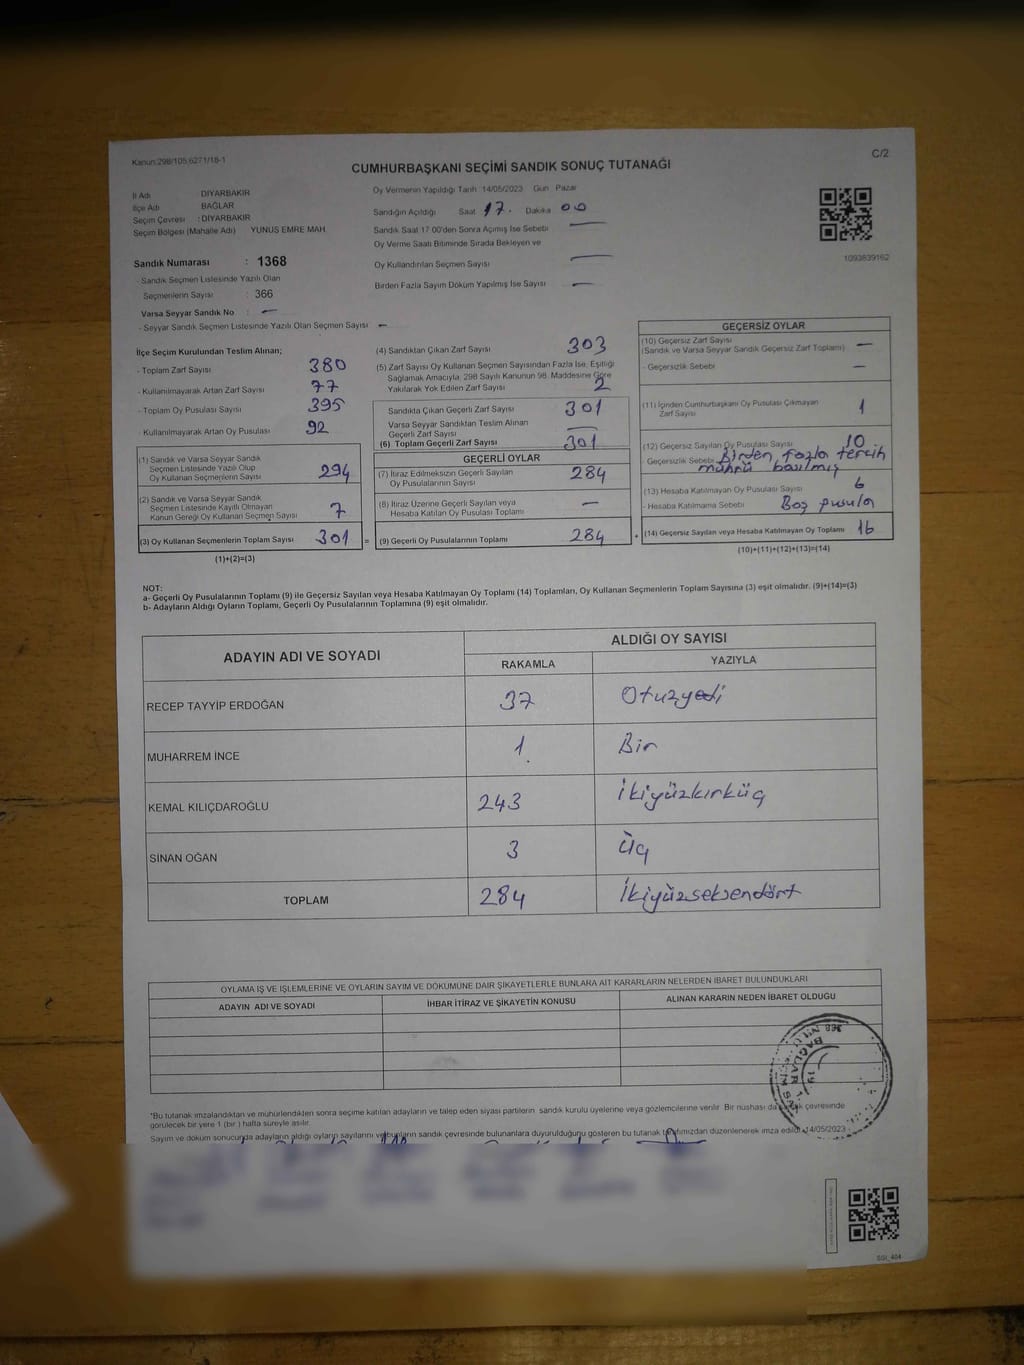 Kanun:298/105,6271/18-1
C/2
CUMHURBAŞKANI SEÇİMİ SANDIK SONUÇ TUTANAĞI
İl Adı DİYARBAKIR
İlçe Adı BAĞLAR
Seçim Çevresi : DİYARBAKIR
Seçim Bölgesi (Mahalle Adı) YUNUS EMRE MAH.
Sandık Numarası : 1368
- Sandık Seçmen Listesinde Yazılı Olan
Seçmenlerin Sayısı : 366
Varsa Seyyar Sandık No : —
- Seyyar Sandık Seçmen Listesinde Yazılı Olan Seçmen Sayısı —
Oy Vermenin Yapıldığı Tarih 14/05/2023 Gün Pazar
Sandığın Açıldığı Saat 17. Dakika 00
Sandık Saat 17.00'den Sonra Açılmış İse Sebebi —
Oy Verme Saati Bitiminde Sırada Bekleyen ve
Oy Kullandırılan Seçmen Sayısı —
Birden Fazla Sayım Döküm Yapılmış İse Sayısı —
1093839162
İlçe Seçim Kurulundan Teslim Alınan;
- Toplam Zarf Sayısı 380
- Kullanılmayarak Artan Zarf Sayısı 77
- Toplam Oy Pusulası Sayısı 395
- Kullanılmayarak Artan Oy Pusulası 92
(1) Sandık ve Varsa Seyyar Sandık
Seçmen Listesinde Yazılı Olup
Oy Kullanan Seçmenlerin Sayısı 294
(2) Sandık ve Varsa Seyyar Sandık
Seçmen Listesinde Kayıtlı Olmayan
Kanun Gereği Oy Kullanan Seçmen Sayısı 7
(3) Oy Kullanan Seçmenlerin Toplam Sayısı 301 =
(1)+(2)=(3)
(4) Sandıktan Çıkan Zarf Sayısı 303
(5) Zarf Sayısı Oy Kullanan Seçmen Sayısından Fazla İse, Eşitliği
Sağlamak Amacıyla; 298 Sayılı Kanunun 98. Maddesine Göre
Yakılarak Yok Edilen Zarf Sayısı 2
Sandıkta Çıkan Geçerli Zarf Sayısı 301
Varsa Seyyar Sandıktan Teslim Alınan
Geçerli Zarf Sayısı —
(6) Toplam Geçerli Zarf Sayısı 301
GEÇERLİ OYLAR
(7) İtiraz Edilmeksizin Geçerli Sayılan
Oy Pusulalarının Sayısı 284
(8) İtiraz Üzerine Geçerli Sayılan veya
Hesaba Katılan Oy Pusulası Toplamı —
(9) Geçerli Oy Pusulalarının Toplamı 284 +
GEÇERSİZ OYLAR
(10) Geçersiz Zarf Sayısı
(Sandık ve Varsa Seyyar Sandık Geçersiz Zarf Toplamı) —
- Geçersizlik Sebebi —
(11) İçinden Cumhurbaşkanı Oy Pusulası Çıkmayan
Zarf Sayısı 1
(12) Geçersiz Sayılan Oy Pusulası Sayısı 10
- Geçersizlik Sebebi Birden fazla tercih
mührü basılmış
(13) Hesaba Katılmayan Oy Pusulası Sayısı 6
- Hesaba Katılmama Sebebi Boş pusula
(14) Geçersiz Sayılan veya Hesaba Katılmayan Oy Toplamı 16
(10)+(11)+(12)+(13)=(14)
NOT:
a- Geçerli Oy Pusulalarının Toplamı (9) ile Geçersiz Sayılan veya Hesaba Katılmayan Oy Toplamı (14) Toplamları, Oy Kullanan Seçmenlerin Toplam Sayısına (3) eşit olmalıdır. (9)+(14)=(3)
b- Adayların Aldığı Oyların Toplamı, Geçerli Oy Pusulalarının Toplamına (9) eşit olmalıdır.
ADAYIN ADI VE SOYADI
ALDIĞI OY SAYISI
RAKAMLA YAZIYLA
RECEP TAYYİP ERDOĞAN 37 Otuzyedi
MUHARREM İNCE 1. Bir
KEMAL KILIÇDAROĞLU 243 İkiyüzkırküç
SİNAN OĞAN 3 Üç
TOPLAM 284 İkiyüzseksendört
OYLAMA İŞ VE İŞLEMLERİNE VE OYLARIN SAYIM VE DÖKÜMÜNE DAİR ŞİKAYETLERLE BUNLARA AİT KARARLARIN NELERDEN İBARET BULUNDUKLARI
ADAYIN ADI VE SOYADI İHBAR İTİRAZ VE ŞİKAYETİN KONUSU ALINAN KARARIN NEDEN İBARET OLDUĞU
BAĞLAR 1.
368
19
*Bu tutanak imzalandıktan ve mühürlendikten sonra seçime katılan adayların ve talep eden siyasi partilerin sandık kurulu üyelerine veya gözlemcilerine verilir. Bir nüshası da çevresinde
görülecek bir yere 1 (bir) hafta süreyle asılır.
Sayım ve döküm sonucunda adayların aldığı oyların sayılarını ve bunların sandık çevresinde bulunanlara duyurulduğunu gösteren bu tutanak tarafımızdan düzenlenerek imza edildi. 14/05/2023
SGİ_404